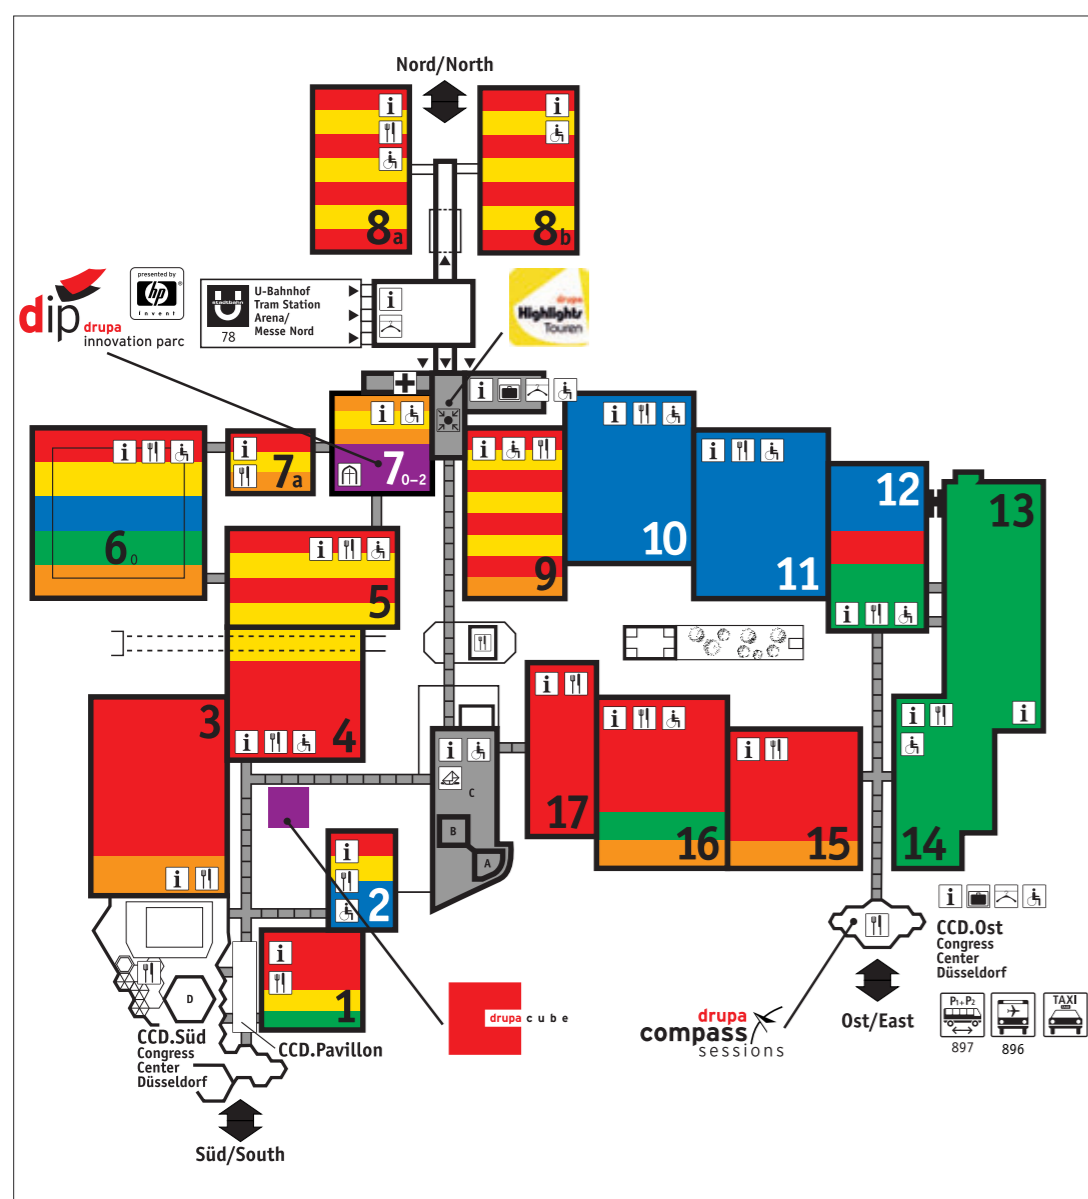 Nord/North
8a
8b
presented by
hp
invent
dip
drupa
innovation parc
stadtbahn
U
78
U-Bahnhof
Tram Station
Arena/
Messe Nord
i
drupa
Highlights
Touren
6 0
7a
7 0–2
9
10
11
12
13
5
4
3
17
16
15
14
C
B
A
2
1
D
CCD.Süd
Congress
Center
Düsseldorf
CCD.Pavillon
Süd/South
drupa cube
drupa
compass
sessions
CCD.Ost
Congress
Center
Düsseldorf
Ost/East
P1+P2
897
896
TAXI